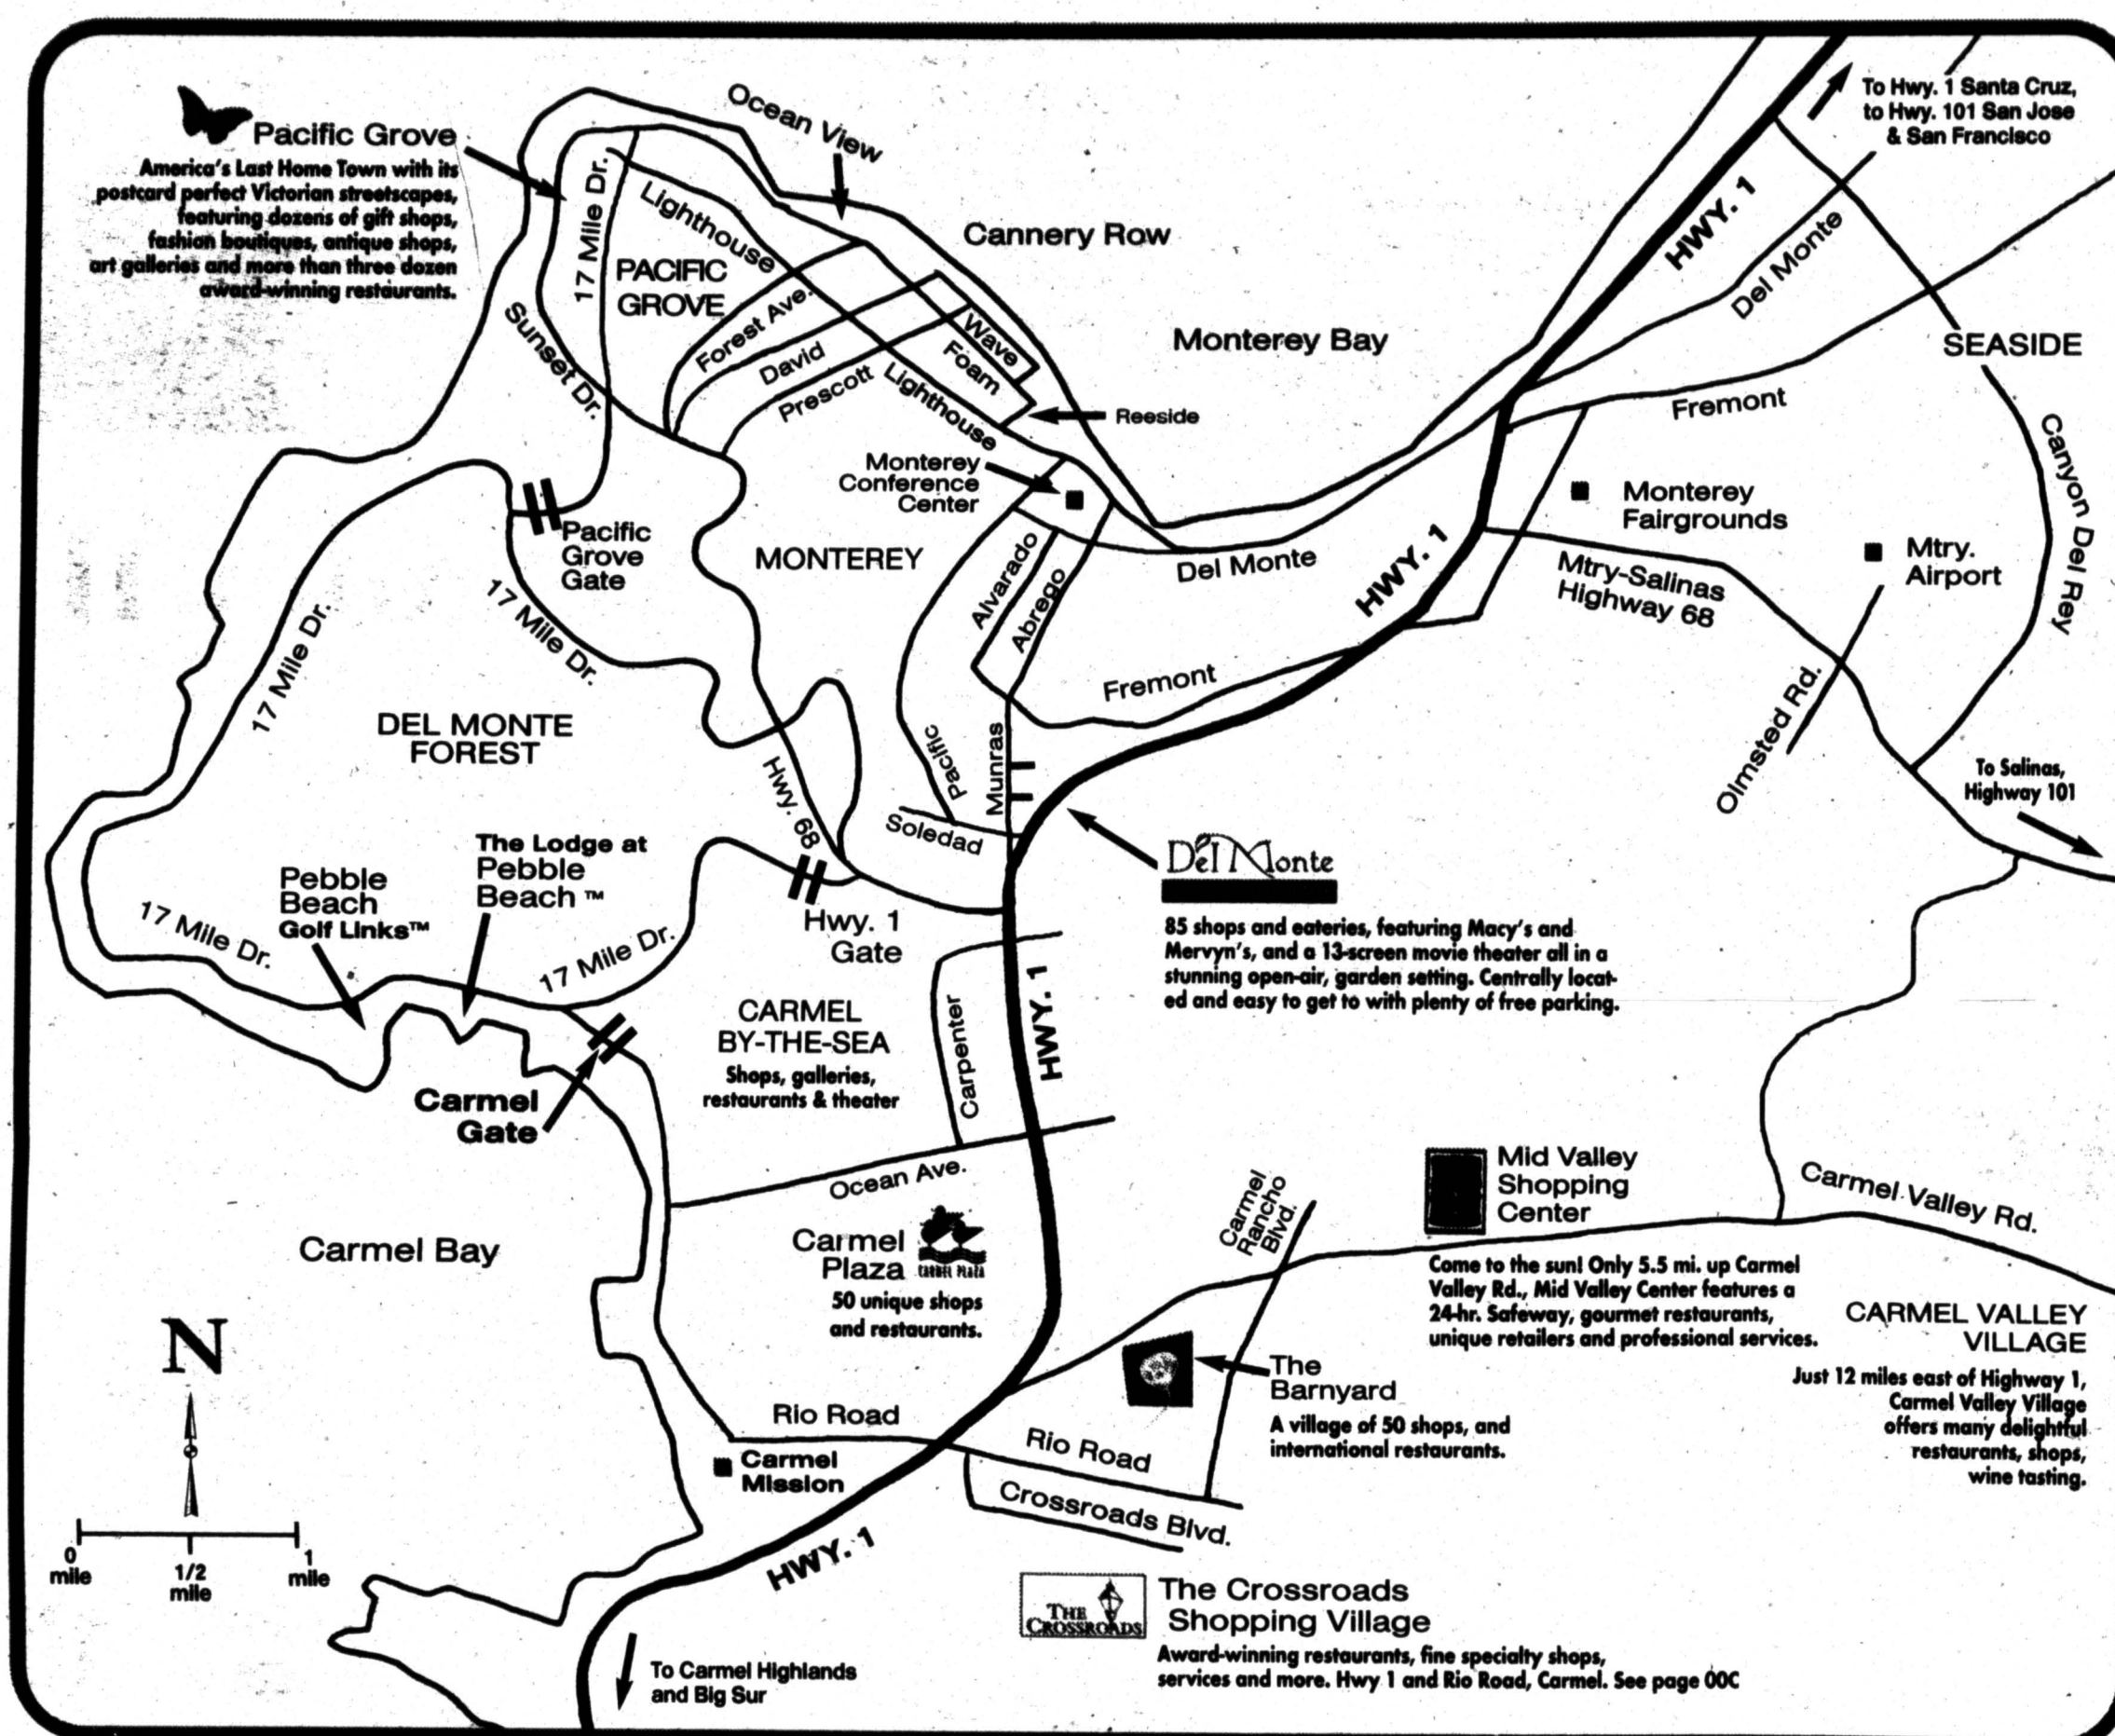 To Hwy. 1 Santa Cruz,
to Hwy. 101 San Jose
& San Francisco
Ocean View
Pacific Grove
America's Last Home Town with its
postcard perfect Victorian streetscapes,
featuring dozens of gift shops,
fashion boutiques, antique shops,
art galleries and more than three dozen
award-winning restaurants.
17 Mile Dr.
Lighthouse
PACIFIC
GROVE
Cannery Row
HWY. 1
Del Monte
Monterey Bay
SEASIDE
Sunset Dr.
Forest Ave.
David
Prescott
Wave
Foam
Lighthouse
Reeside
Fremont
Canyon Del Rey
Monterey
Conference
Center
Monterey
Fairgrounds
Mtry.
Airport
Pacific
Grove
Gate
MONTEREY
Alvarado
Abrego
Del Monte
HWY. 1
Mtry-Salinas
Highway 68
17 Mile Dr.
17 Mile Dr.
Fremont
Olmsted Rd.
DEL MONTE
FOREST
Hwy. 68
Pacific
Munras
Soledad
To Salinas,
Highway 101
The Lodge at
Pebble
Beach ™
Pebble
Beach
Golf Links™
Del Monte
85 shops and eateries, featuring Macy's and
Mervyn's, and a 13-screen movie theater all in a
stunning open-air, garden setting. Centrally locat-
ed and easy to get to with plenty of free parking.
17 Mile Dr.
17 Mile Dr.
Hwy. 1
Gate
CARMEL
BY-THE-SEA
Shops, galleries,
restaurants & theater
Carpenter
HWY. 1
Carmel
Gate
Ocean Ave.
Carmel
Rancho
Blvd.
Mid Valley
Shopping
Center
Carmel Valley Rd.
Come to the sun! Only 5.5 mi. up Carmel
Valley Rd., Mid Valley Center features a
24-hr. Safeway, gourmet restaurants,
unique retailers and professional services.
Carmel Bay
Carmel
Plaza
CARMEL PLAZA
50 unique shops
and restaurants.
CARMEL VALLEY
VILLAGE
Just 12 miles east of Highway 1,
Carmel Valley Village
offers many delightful
restaurants, shops,
wine tasting.
The
Barnyard
A village of 50 shops, and
international restaurants.
N
Rio Road
Rio Road
Carmel
Mission
Crossroads Blvd.
0
mile
1/2
mile
1
mile
HWY. 1
THE
CROSSROADS
The Crossroads
Shopping Village
Award-winning restaurants, fine specialty shops,
services and more. Hwy 1 and Rio Road, Carmel. See page 00C
To Carmel Highlands
and Big Sur